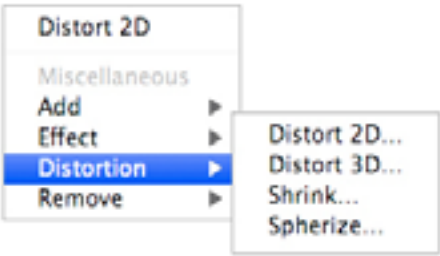 Distort 2D
Miscellaneous
Add
Effect
Distortion
Remove
Distort 2D...
Distort 3D...
Shrink...
Spherize...